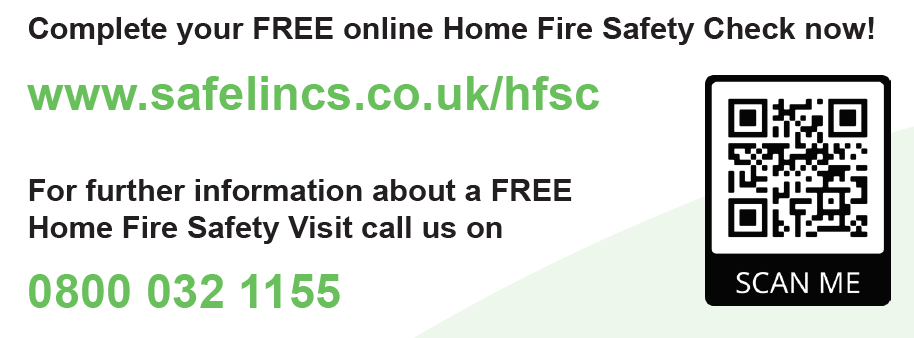 Complete your FREE online Home Fire Safety Check now!
www.safelincs.co.uk/hfsc
For further information about a FREE
Home Fire Safety Visit call us on
0800 032 1155
SCAN ME